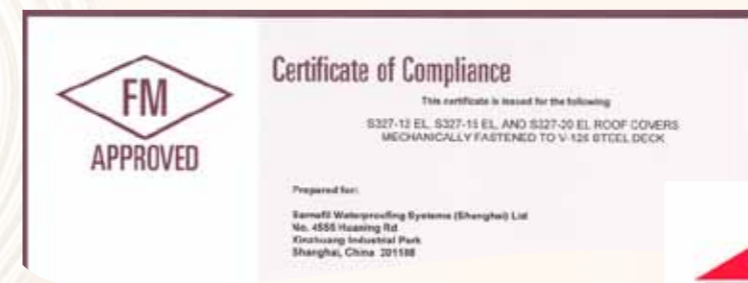 FM
APPROVED
Certificate of Compliance
This certificate is issued for the following
S327-12 EL, S327-15 EL, AND S327-20 EL ROOF COVERS
MECHANICALLY FASTENED TO V-126 STEEL DECK
Prepared for:
Sarnafil Waterproofing Systems (Shanghai) Ltd
No. 4555 Huaning Rd
Xinzhuang Industrial Park
Shanghai, China 201108